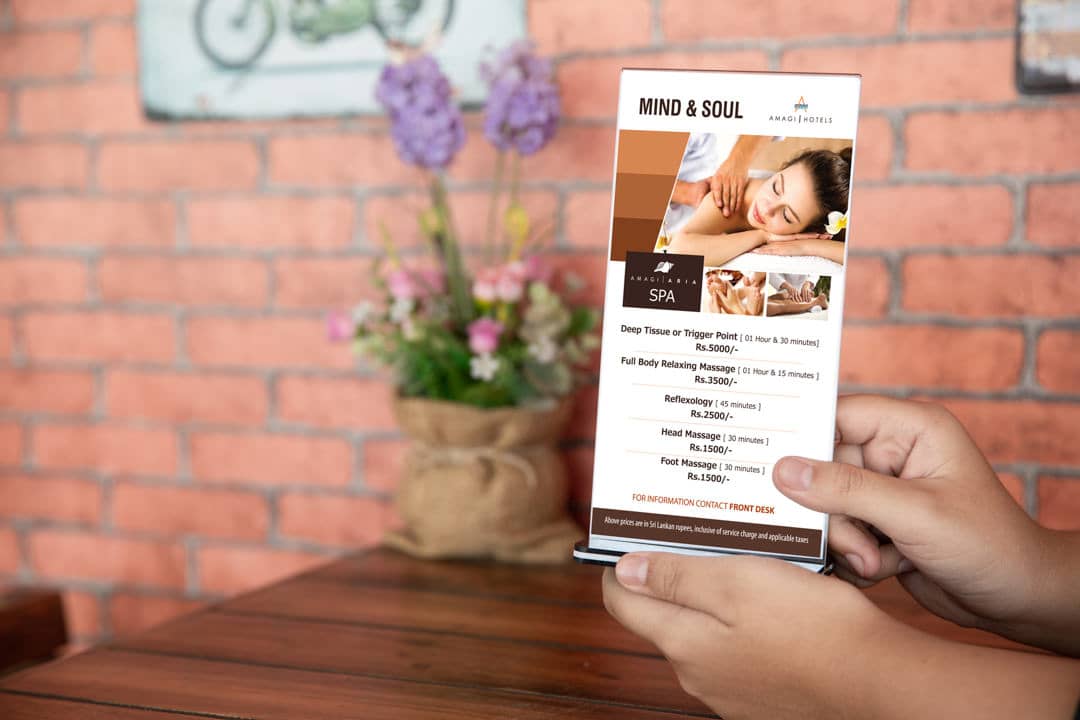 MIND & SOUL
AMAGI | HOTELS
AMAGI | ARIA
SPA
Deep Tissue or Trigger Point [ 01 Hour & 30 minutes]
Rs.5000/-
Full Body Relaxing Massage [ 01 Hour & 15 minutes ]
Rs.3500/-
Reflexology [ 45 minutes ]
Rs.2500/-
Head Massage [ 30 minutes ]
Rs.1500/-
Foot Massage [ 30 minutes ]
Rs.1500/-
FOR INFORMATION CONTACT FRONT DESK
Above prices are in Sri Lankan rupees, inclusive of service charge and applicable taxes